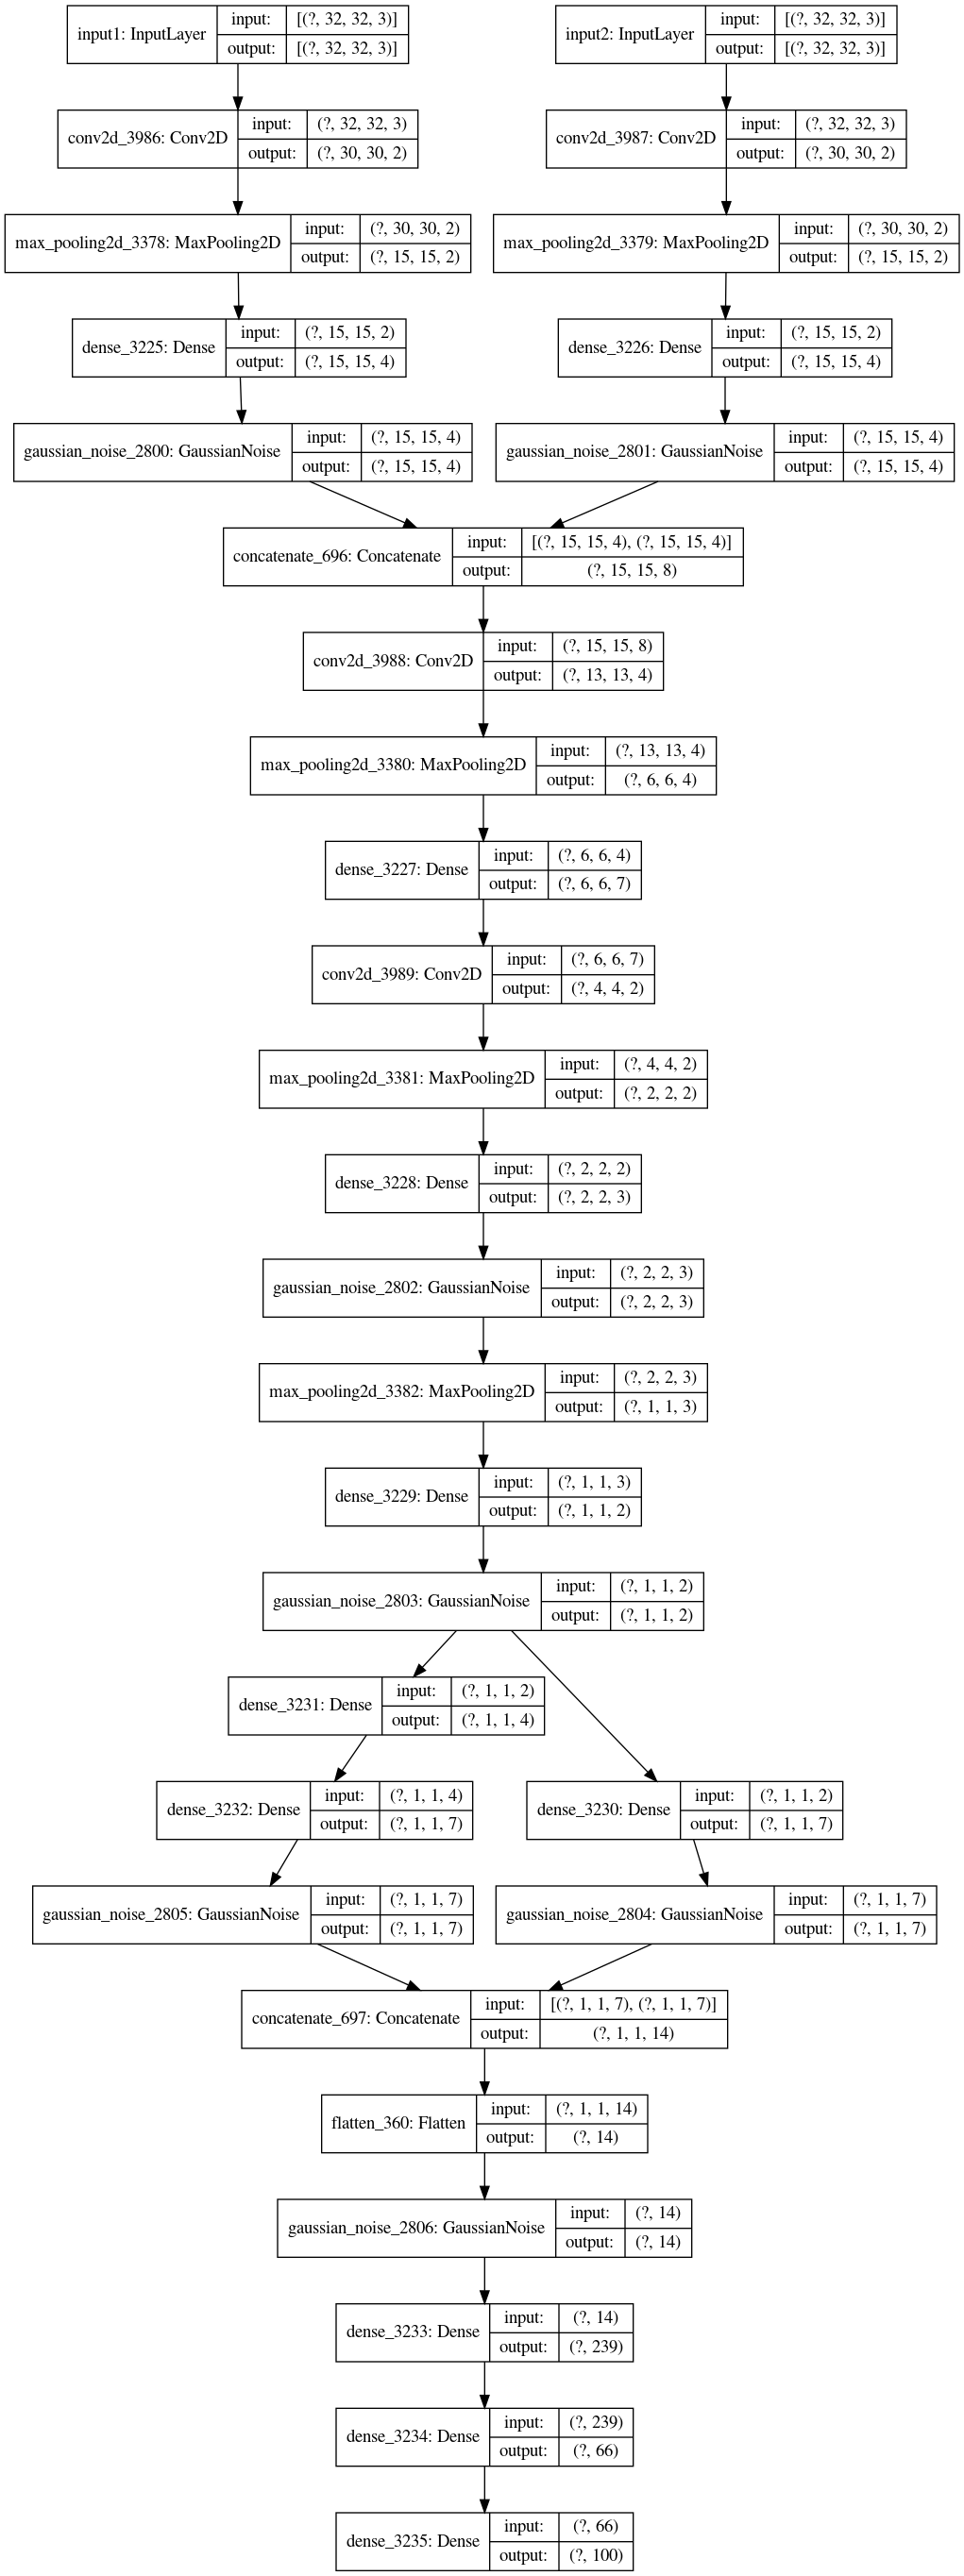 input1: InputLayer
input: [(?, 32, 32, 3)]
output: [(?, 32, 32, 3)]
input2: InputLayer
input: [(?, 32, 32, 3)]
output: [(?, 32, 32, 3)]
conv2d_3986: Conv2D
input: (?, 32, 32, 3)
output: (?, 30, 30, 2)
conv2d_3987: Conv2D
input: (?, 32, 32, 3)
output: (?, 30, 30, 2)
max_pooling2d_3378: MaxPooling2D
input: (?, 30, 30, 2)
output: (?, 15, 15, 2)
max_pooling2d_3379: MaxPooling2D
input: (?, 30, 30, 2)
output: (?, 15, 15, 2)
dense_3225: Dense
input: (?, 15, 15, 2)
output: (?, 15, 15, 4)
dense_3226: Dense
input: (?, 15, 15, 2)
output: (?, 15, 15, 4)
gaussian_noise_2800: GaussianNoise
input: (?, 15, 15, 4)
output: (?, 15, 15, 4)
gaussian_noise_2801: GaussianNoise
input: (?, 15, 15, 4)
output: (?, 15, 15, 4)
concatenate_696: Concatenate
input: [(?, 15, 15, 4), (?, 15, 15, 4)]
output: (?, 15, 15, 8)
conv2d_3988: Conv2D
input: (?, 15, 15, 8)
output: (?, 13, 13, 4)
max_pooling2d_3380: MaxPooling2D
input: (?, 13, 13, 4)
output: (?, 6, 6, 4)
dense_3227: Dense
input: (?, 6, 6, 4)
output: (?, 6, 6, 7)
conv2d_3989: Conv2D
input: (?, 6, 6, 7)
output: (?, 4, 4, 2)
max_pooling2d_3381: MaxPooling2D
input: (?, 4, 4, 2)
output: (?, 2, 2, 2)
dense_3228: Dense
input: (?, 2, 2, 2)
output: (?, 2, 2, 3)
gaussian_noise_2802: GaussianNoise
input: (?, 2, 2, 3)
output: (?, 2, 2, 3)
max_pooling2d_3382: MaxPooling2D
input: (?, 2, 2, 3)
output: (?, 1, 1, 3)
dense_3229: Dense
input: (?, 1, 1, 3)
output: (?, 1, 1, 2)
gaussian_noise_2803: GaussianNoise
input: (?, 1, 1, 2)
output: (?, 1, 1, 2)
dense_3231: Dense
input: (?, 1, 1, 2)
output: (?, 1, 1, 4)
dense_3232: Dense
input: (?, 1, 1, 4)
output: (?, 1, 1, 7)
dense_3230: Dense
input: (?, 1, 1, 2)
output: (?, 1, 1, 7)
gaussian_noise_2805: GaussianNoise
input: (?, 1, 1, 7)
output: (?, 1, 1, 7)
gaussian_noise_2804: GaussianNoise
input: (?, 1, 1, 7)
output: (?, 1, 1, 7)
concatenate_697: Concatenate
input: [(?, 1, 1, 7), (?, 1, 1, 7)]
output: (?, 1, 1, 14)
flatten_360: Flatten
input: (?, 1, 1, 14)
output: (?, 14)
gaussian_noise_2806: GaussianNoise
input: (?, 14)
output: (?, 14)
dense_3233: Dense
input: (?, 14)
output: (?, 239)
dense_3234: Dense
input: (?, 239)
output: (?, 66)
dense_3235: Dense
input: (?, 66)
output: (?, 100)